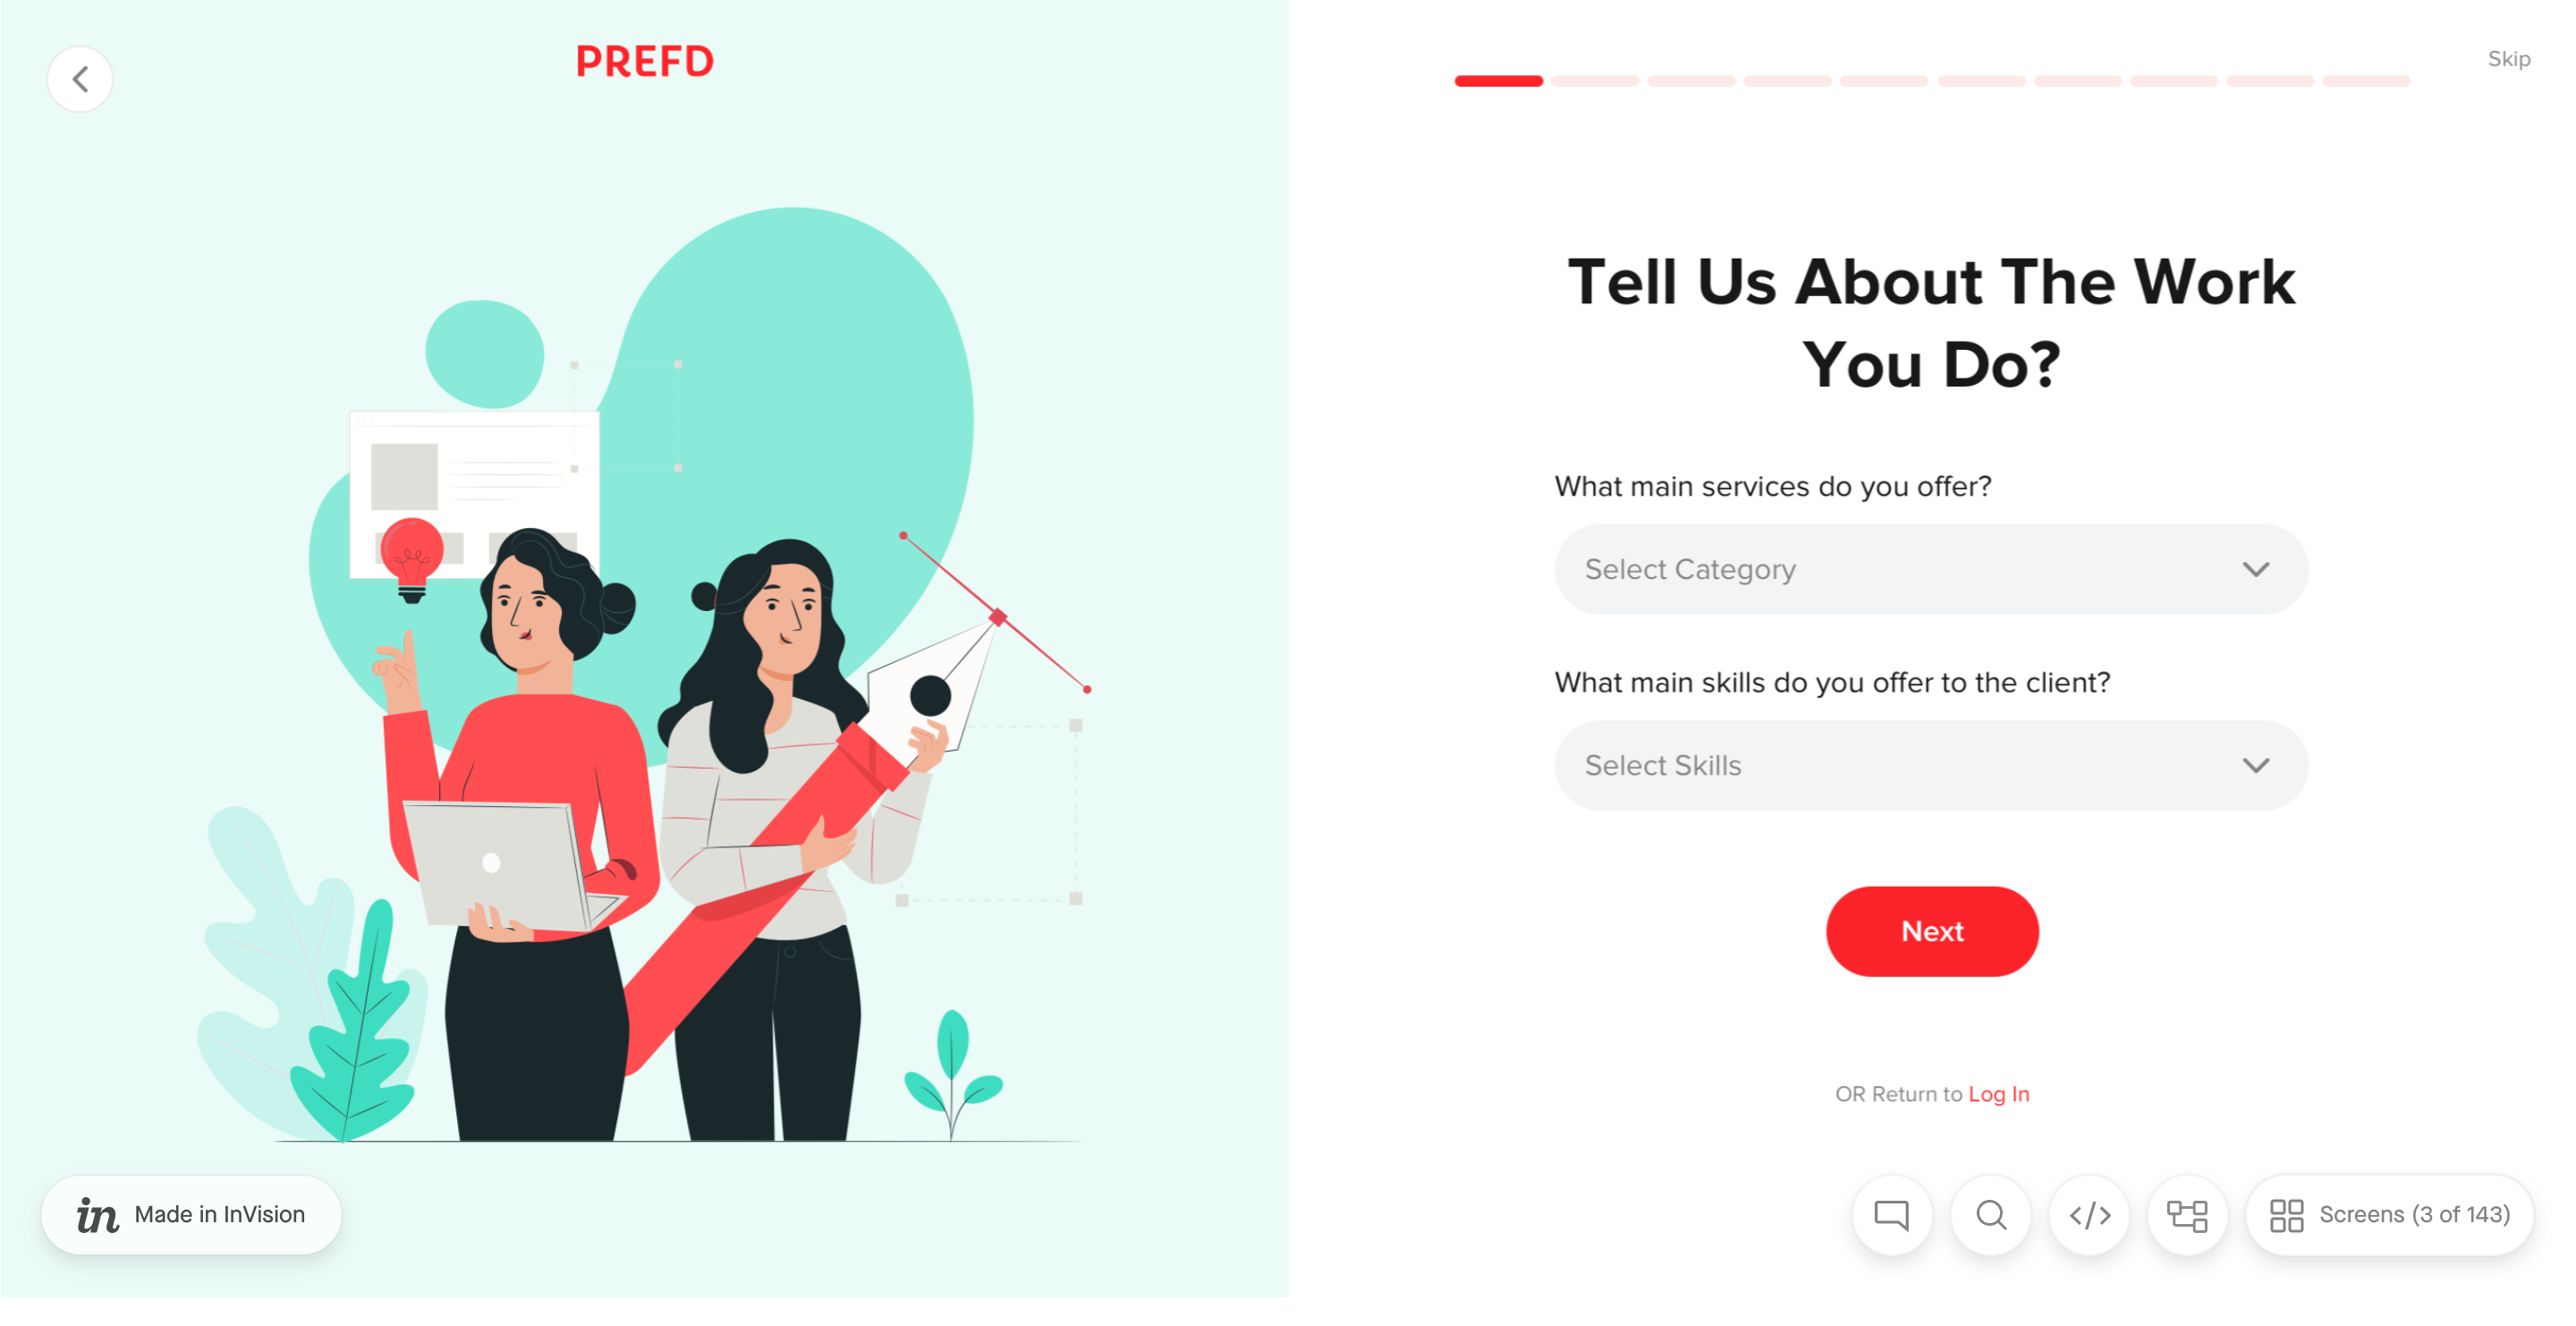 PREFD
Skip
Tell Us About The Work
You Do?
What main services do you offer?
Select Category
What main skills do you offer to the client?
Select Skills
Next
OR Return to Log In
in Made in InVision
</> Screens (3 of 143)